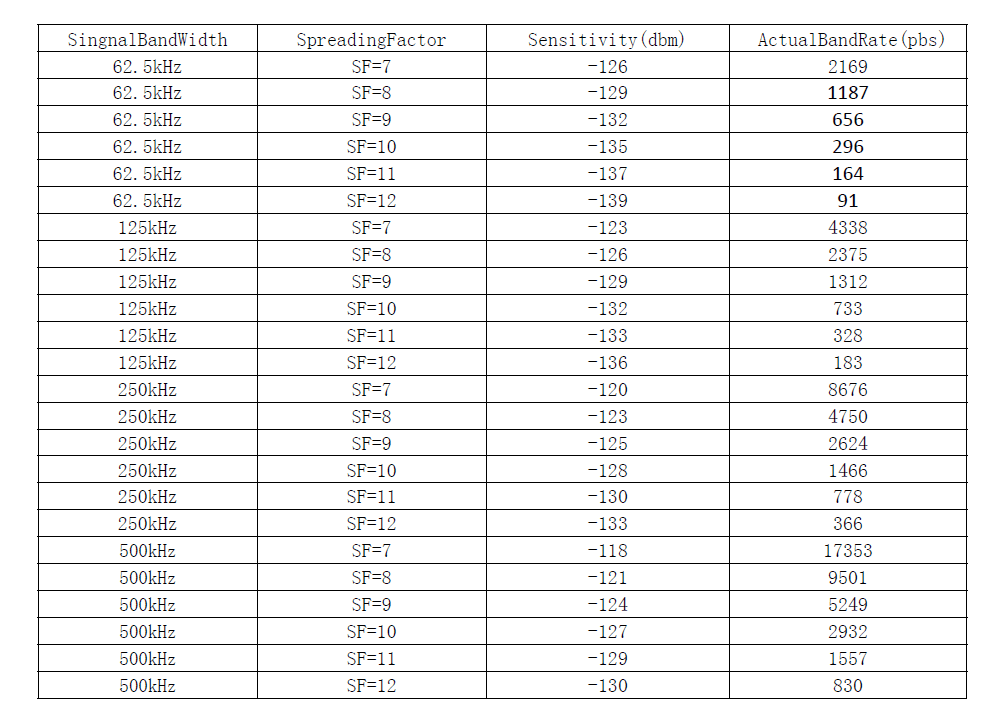 SingnalBandWidth SpreadingFactor Sensitivity(dbm) ActualBandRate(pbs)
62.5kHz SF=7 -126 2169
62.5kHz SF=8 -129 1187
62.5kHz SF=9 -132 656
62.5kHz SF=10 -135 296
62.5kHz SF=11 -137 164
62.5kHz SF=12 -139 91
125kHz SF=7 -123 4338
125kHz SF=8 -126 2375
125kHz SF=9 -129 1312
125kHz SF=10 -132 733
125kHz SF=11 -133 328
125kHz SF=12 -136 183
250kHz SF=7 -120 8676
250kHz SF=8 -123 4750
250kHz SF=9 -125 2624
250kHz SF=10 -128 1466
250kHz SF=11 -130 778
250kHz SF=12 -133 366
500kHz SF=7 -118 17353
500kHz SF=8 -121 9501
500kHz SF=9 -124 5249
500kHz SF=10 -127 2932
500kHz SF=11 -129 1557
500kHz SF=12 -130 830